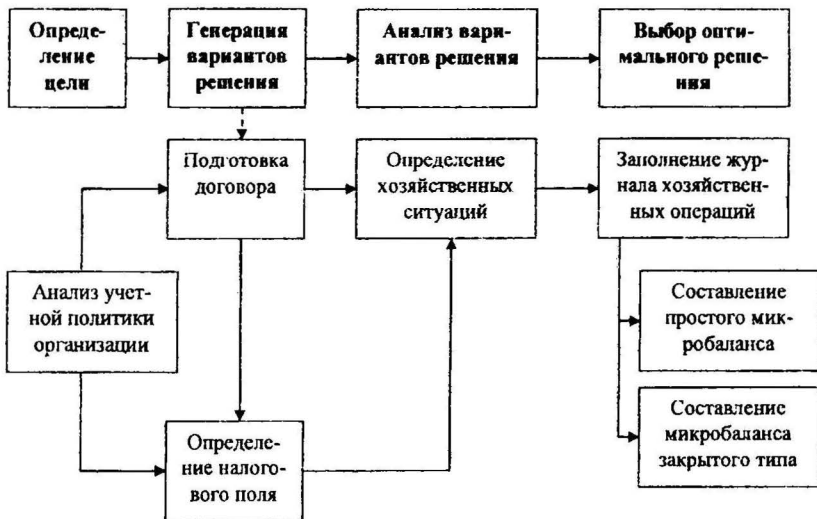 Определе-
ление
цели
Генерация
вариантов
решения
Анализ вари-
антов решения
Выбор опти-
мального реше-
ния
Подготовка
договора
Определение
хозяйственных
ситуаций
Заполнение жур-
нала хозяйствен-
ных операций
Анализ учет-
ной политики
организации
Составление
простого мик-
робаланса
Определе-
ние налого-
вого поля
Составление
микробаланса
закрытого типа